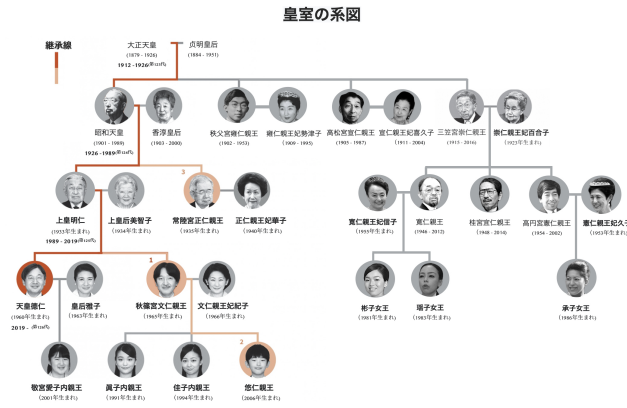 皇室の系図
継承線
大正天皇
貞明皇后
(1879 - 1926)
(1884 - 1951)
1912 -1926
昭和天皇
香淳皇后
秩父宮雍仁親王
雍仁親王妃勢津子
高松宮宣仁親王
宣仁親王妃喜久子
三笠宮崇仁親王
崇仁親王妃百合子
(1901 - 1989)
(1903 - 2000)
(1902 - 1953)
(1909 - 1995)
(1905 - 1987)
(1911 - 2004)
(1915 - 2016)
(1923年生まれ)
1926 -1989
3
上皇明仁
上皇后美智子
常陸宮正仁親王
正仁親王妃華子
寛仁親王妃信子
寛仁親王
桂宮宜仁親王
高円宮憲仁親王
憲仁親王妃久子
(1933年生まれ)
(1934年生まれ)
(1935年生まれ)
(1940年生まれ)
(1955年生まれ)
(1946 - 2012)
(1948 - 2014)
(1954 - 2002)
(1953年生まれ)
1989 - 2019
1
天皇徳仁
皇后雅子
秋篠宮文仁親王
文仁親王妃紀子
彬子女王
瑶子女王
承子女王
(1960年生まれ)
(1963年生まれ)
(1965年生まれ)
(1966年生まれ)
(1981年生まれ)
(1983年生まれ)
(1986年生まれ)
2019 -
2
敬宮愛子内親王
眞子内親王
佳子内親王
悠仁親王
(2001年生まれ)
(1991年生まれ)
(1994年生まれ)
(2006年生まれ)